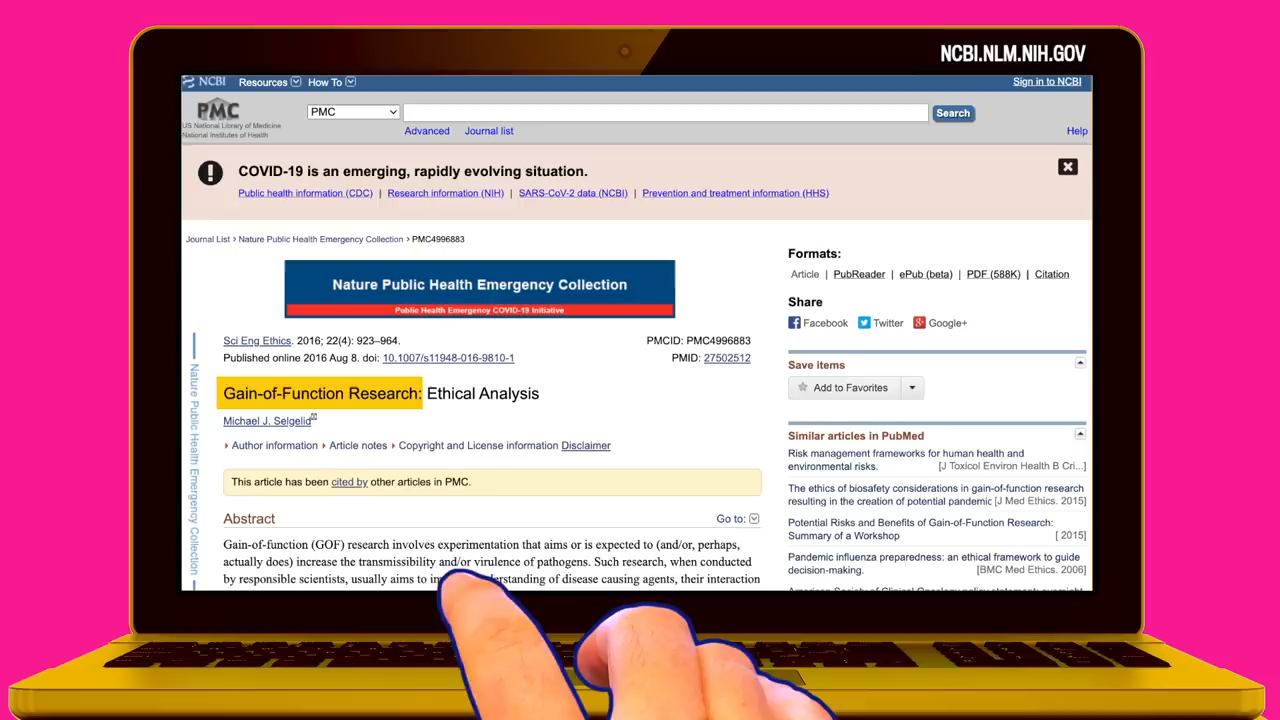 NCBI.NLM.NIH.GOV
NCBI Resources How To Sign in to NCBI
PMC
US National Library of Medicine
National Institutes of Health
PMC Search
Advanced Journal list Help
COVID-19 is an emerging, rapidly evolving situation.
Public health information (CDC) | Research information (NIH) | SARS-CoV-2 data (NCBI) | Prevention and treatment information (HHS)
Journal List > Nature Public Health Emergency Collection > PMC4996883
Nature Public Health Emergency Collection
Public Health Emergency COVID-19 Initiative
Nature Public Health Emergency Collection
Sci Eng Ethics. 2016; 22(4): 923–964. PMCID: PMC4996883
Published online 2016 Aug 8. doi: 10.1007/s11948-016-9810-1 PMID: 27502512
Gain-of-Function Research: Ethical Analysis
Michael J. Selgelid
Author information Article notes Copyright and License information Disclaimer
This article has been cited by other articles in PMC.
Abstract Go to:
Gain-of-function (GOF) research involves experimentation that aims or is expected to (and/or, perhaps,
actually does) increase the transmissibility and/or virulence of pathogens. Such research, when conducted
by responsible scientists, usually aims to understanding of disease causing agents, their interaction
Formats:
Article | PubReader | ePub (beta) | PDF (588K) | Citation
Share
Facebook Twitter Google+
Save items
Add to Favorites
Similar articles in PubMed
Risk management frameworks for human health and
environmental risks. [J Toxicol Environ Health B Cri...]
The ethics of biosafety considerations in gain-of-function research
resulting in the creation of potential pandemic [J Med Ethics. 2015]
Potential Risks and Benefits of Gain-of-Function Research:
Summary of a Workshop [ 2015]
Pandemic influenza preparedness: an ethical framework to guide
decision-making. [BMC Med Ethics. 2006]